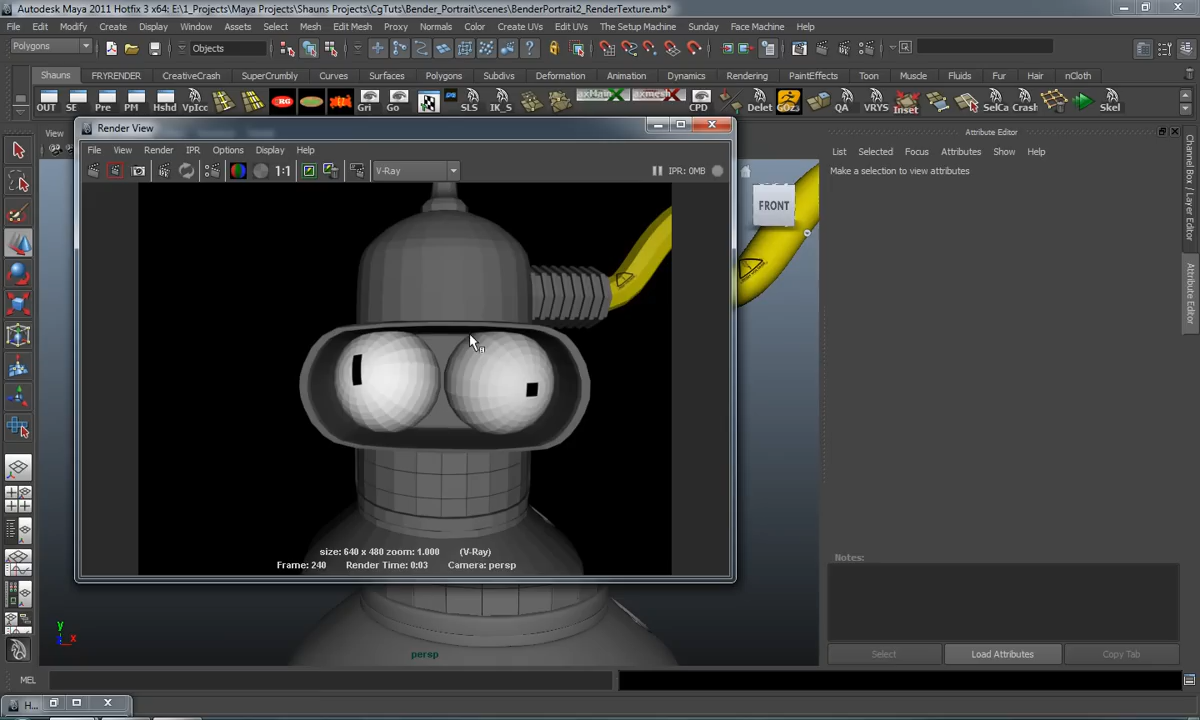 Autodesk Maya 2011 Hotfix 3 x64: E:\1_Projects\Maya Projects\Shauns Projects\CgTuts\Bender_Portrait\scenes\BenderPortrait2_RenderTexture.mb*
File Edit Modify Create Display Window Assets Select Mesh Edit Mesh Proxy Normals Color Create UVs Edit UVs The Setup Machine Sunday Face Machine Help
Polygons Objects
Shauns FRYRENDER CreativeCrash SuperCrumbly Curves Surfaces Polygons Subdivs Deformation Animation Dynamics Rendering PaintEffects Toon Muscle Fluids Fur Hair nCloth
OUT SE Pre PM Hshd VpIcc Gri Go SLS IK_S CPD Delet GoZ! QA VRYS Inset SelCa Crash Skel
View
Render View
Attribute Editor
File View Render IPR Options Display Help
List Selected Focus Attributes Show Help
1:1 V-Ray IPR: 0MB
Make a selection to view attributes
FRONT
Channel Box / Layer Editor
Attribute Editor
size: 640 x 480 zoom: 1.000 (V-Ray)
Frame: 240 Render Time: 0:03 Camera: persp
Notes:
y
x
persp
Select Load Attributes Copy Tab
MEL
H...